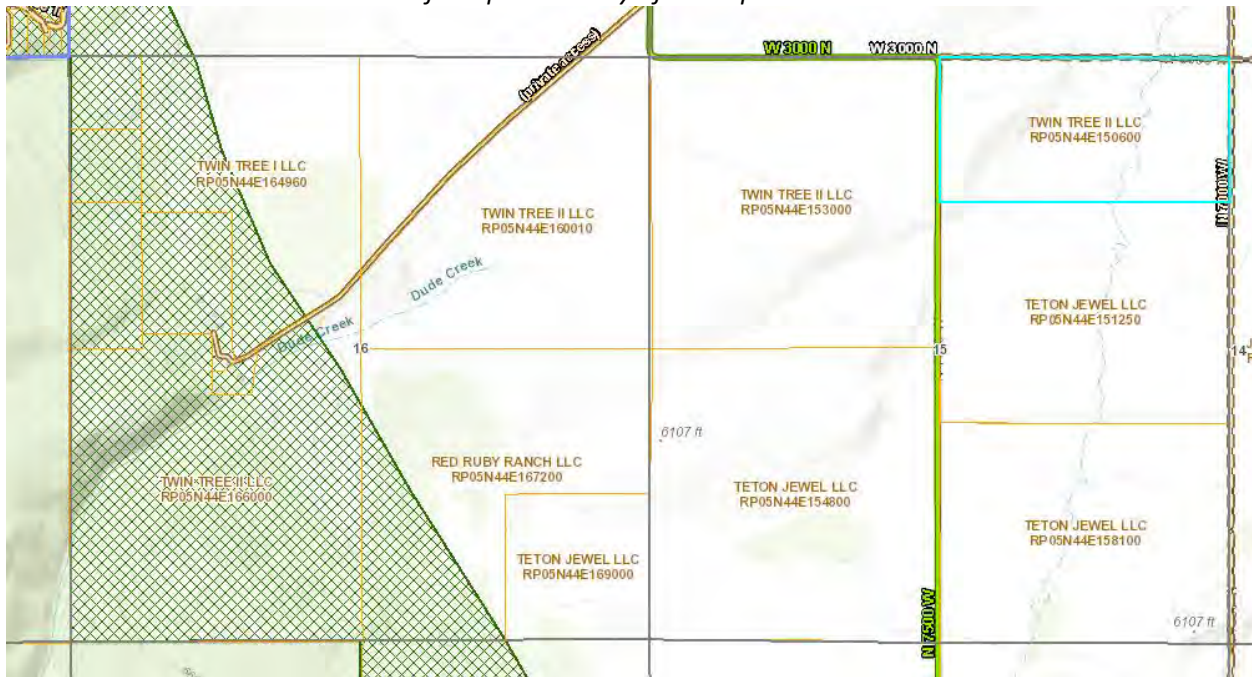 (private access)
W 3000 N
W 3000 N
TWIN TREE II LLC
RP05N44E150600
TWIN TREE I LLC
RP05N44E164960
TWIN TREE II LLC
RP05N44E160010
TWIN TREE II LLC
RP05N44E153000
N 7000 W
Dude Creek
Dude Creek
TETON JEWEL LLC
RP05N44E151250
16
15
14
6107 ft
RED RUBY RANCH LLC
RP05N44E167200
TWIN TREE II LLC
RP05N44E166000
TETON JEWEL LLC
RP05N44E154800
TETON JEWEL LLC
RP05N44E158100
TETON JEWEL LLC
RP05N44E169000
N 7500 W
6107 ft